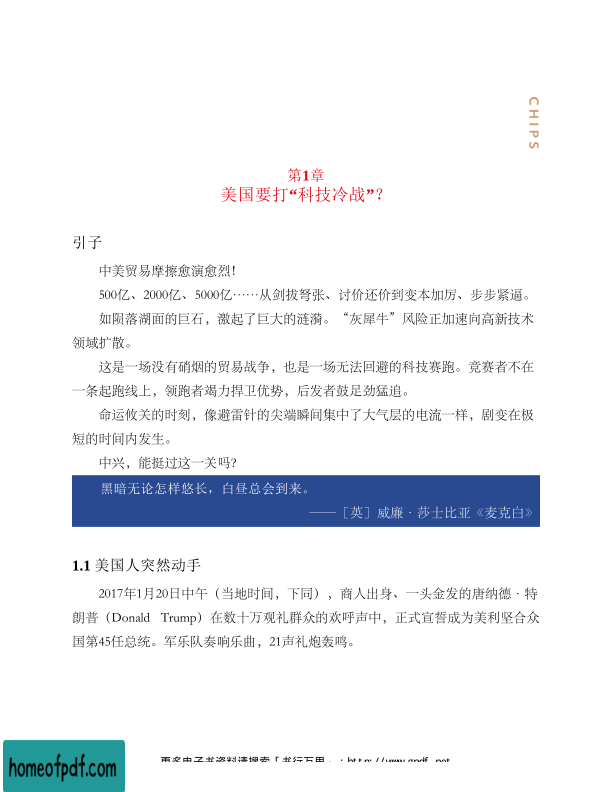 CHIPS
第1章
美国要打“科技冷战”？
引子
中美贸易摩擦愈演愈烈！
500亿、2000亿、5000亿……从剑拔弩张、讨价还价到变本加厉、步步紧逼。
如陨落湖面的巨石，激起了巨大的涟漪。“灰犀牛”风险正加速向高新技术
领域扩散。
这是一场没有硝烟的贸易战争，也是一场无法回避的科技赛跑。竞赛者不在
一条起跑线上，领跑者竭力捍卫优势，后发者鼓足劲猛追。
命运攸关的时刻，像避雷针的尖端瞬间集中了大气层的电流一样，剧变在极
短的时间内发生。
中兴，能挺过这一关吗？
黑暗无论怎样悠长，白昼总会到来。
——［英］威廉·莎士比亚《麦克白》
1.1 美国人突然动手
2017年1月20日中午（当地时间，下同），商人出身、一头金发的唐纳德·特
朗普（Donald Trump）在数十万观礼群众的欢呼声中，正式宣誓成为美利坚合众
国第45任总统。军乐队奏响乐曲，21声礼炮轰鸣。
homeofpdf.com